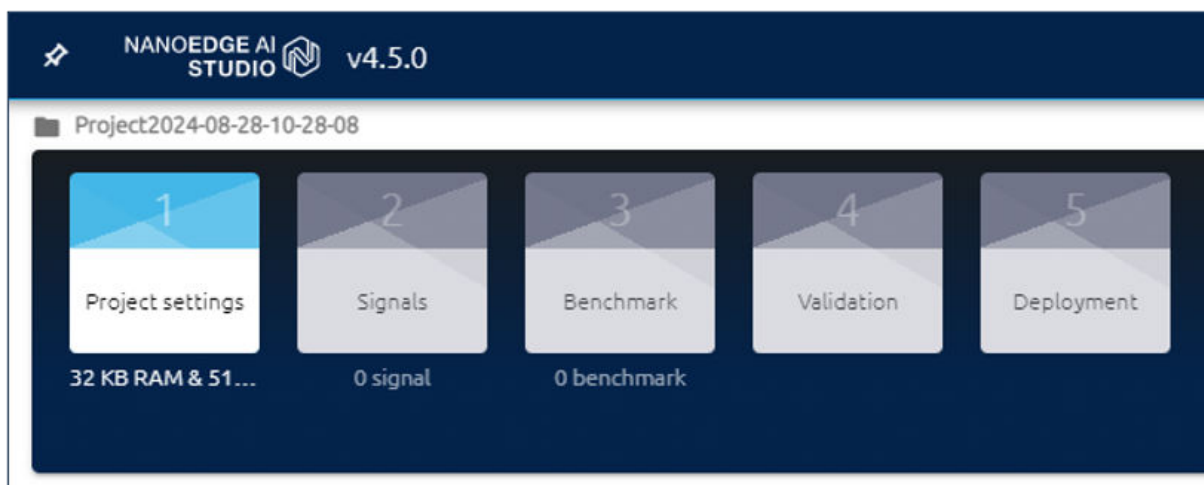 NANOEDGE AI
STUDIO
v4.5.0
Project2024-08-28-10-28-08
1
2
3
4
5
Project settings
Signals
Benchmark
Validation
Deployment
32 KB RAM & 51...
0 signal
0 benchmark